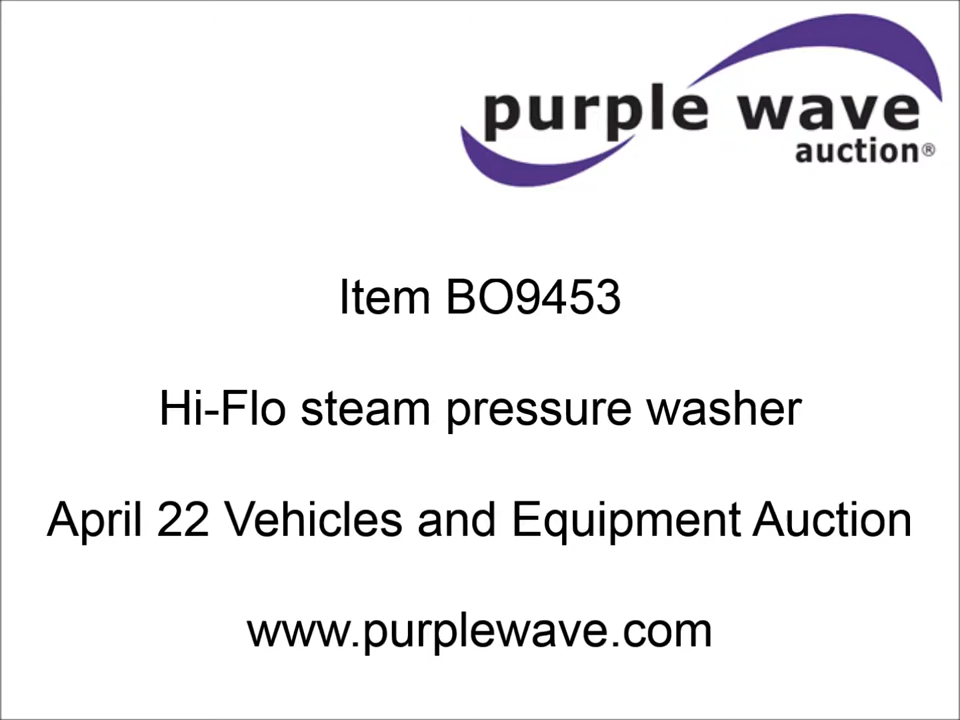 purple wave
auction®
Item BO9453
Hi-Flo steam pressure washer
April 22 Vehicles and Equipment Auction
www.purplewave.com